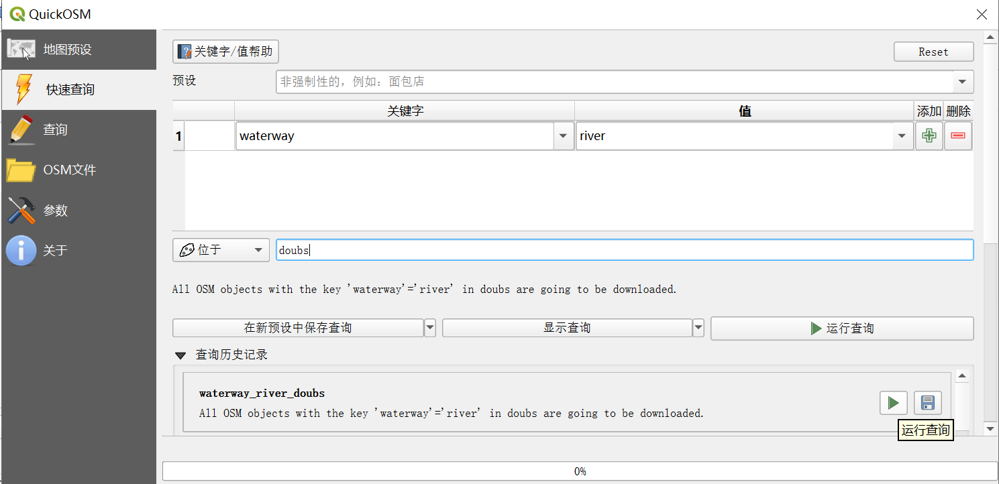 QuickOSM
地图预设
快速查询
查询
OSM文件
参数
关于
关键字/值帮助
Reset
预设
非强制性的，例如：面包店
关键字 值 添加 删除
1 waterway river
位于 doubs
All OSM objects with the key 'waterway'='river' in doubs are going to be downloaded.
在新预设中保存查询 显示查询 运行查询
查询历史记录
waterway_river_doubs
All OSM objects with the key 'waterway'='river' in doubs are going to be downloaded.
运行查询
0%